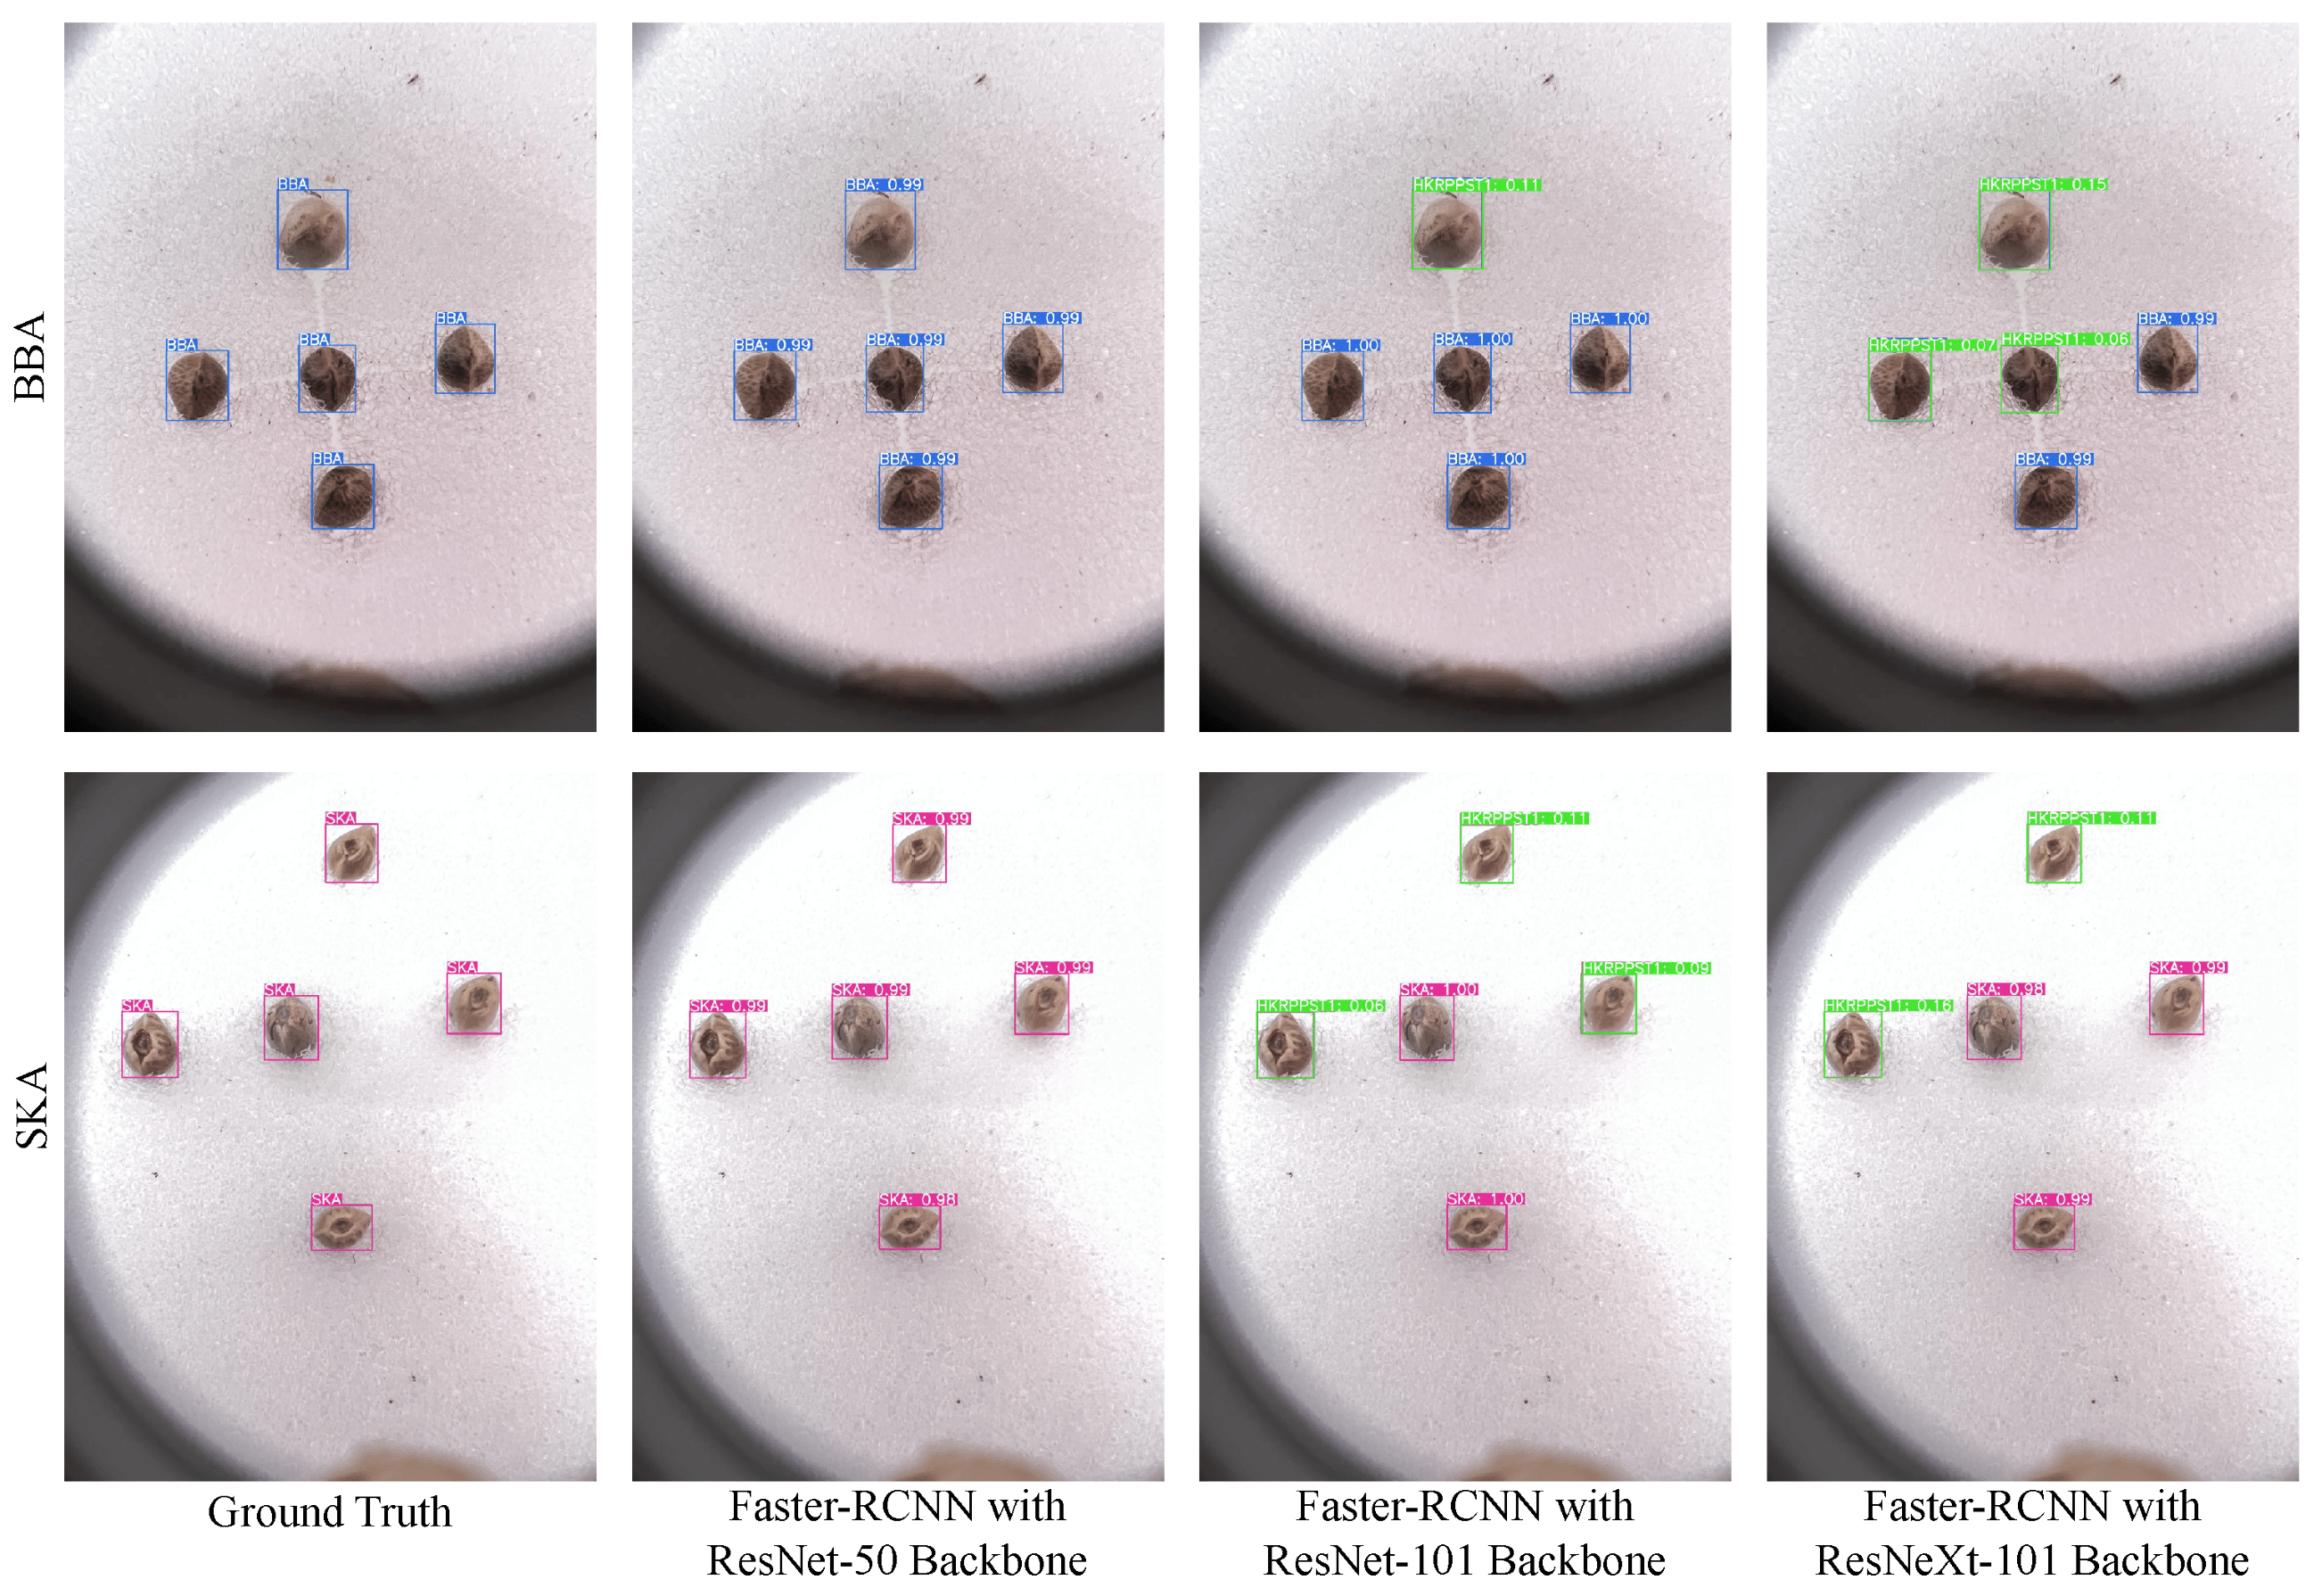 BBA
BBA
BBA
BBA
BBA
BBA
BBA: 0.99
BBA: 0.99
BBA: 0.99
BBA: 0.99
BBA: 0.99
HKRPPST1: 0.11
BBA: 1.00
BBA: 1.00
BBA: 1.00
BBA: 1.00
HKRPPST1: 0.15
BBA: 0.99
HKRPPST1: 0.07
HKRPPST1: 0.06
BBA: 0.99
SKA
SKA
SKA
SKA
SKA
SKA
SKA: 0.99
SKA: 0.99
SKA: 0.99
SKA: 0.99
SKA: 0.98
HKRPPST1: 0.11
HKRPPST1: 0.09
SKA: 1.00
HKRPPST1: 0.06
SKA: 1.00
HKRPPST1: 0.11
SKA: 0.99
SKA: 0.98
HKRPPST1: 0.16
SKA: 0.99
Ground Truth
Faster-RCNN with
ResNet-50 Backbone
Faster-RCNN with
ResNet-101 Backbone
Faster-RCNN with
ResNeXt-101 Backbone